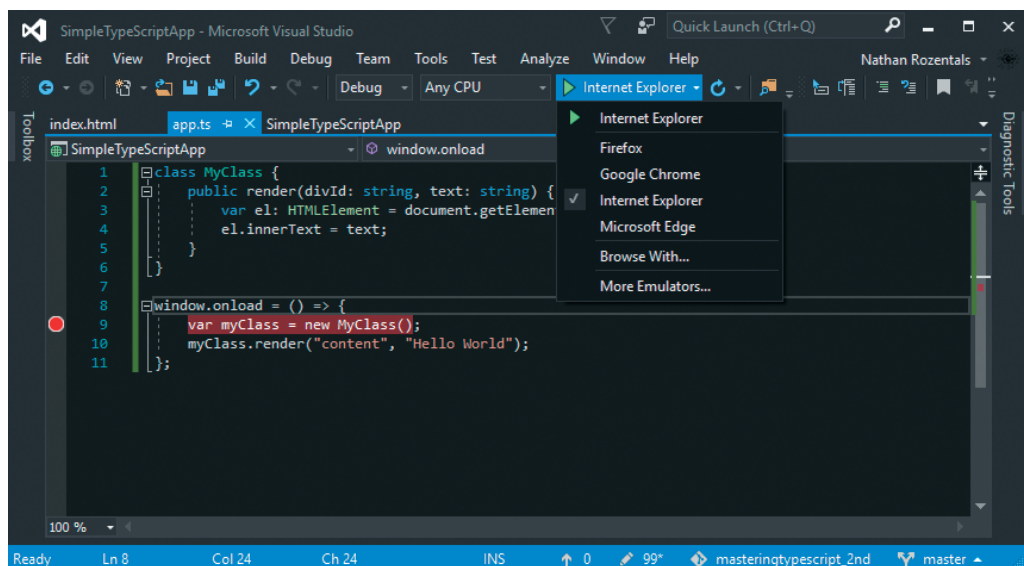 SimpleTypeScriptApp - Microsoft Visual Studio
Quick Launch (Ctrl+Q)
File Edit View Project Build Debug Team Tools Test Analyze Window Help
Nathan Rozentals
Debug Any CPU Internet Explorer
Toolbox
index.html app.ts SimpleTypeScriptApp
SimpleTypeScriptApp window.onload
1 class MyClass {
2 public render(divId: string, text: string) {
3 var el: HTMLElement = document.getElemen
4 el.innerText = text;
5 }
6 }
7
8 window.onload = () => {
9 var myClass = new MyClass();
10 myClass.render("content", "Hello World");
11 };
Internet Explorer
Firefox
Google Chrome
Internet Explorer
Microsoft Edge
Browse With...
More Emulators...
Diagnostic Tools
100 %
Ready Ln 8 Col 24 Ch 24 INS 0 99* masteringtypescript_2nd master